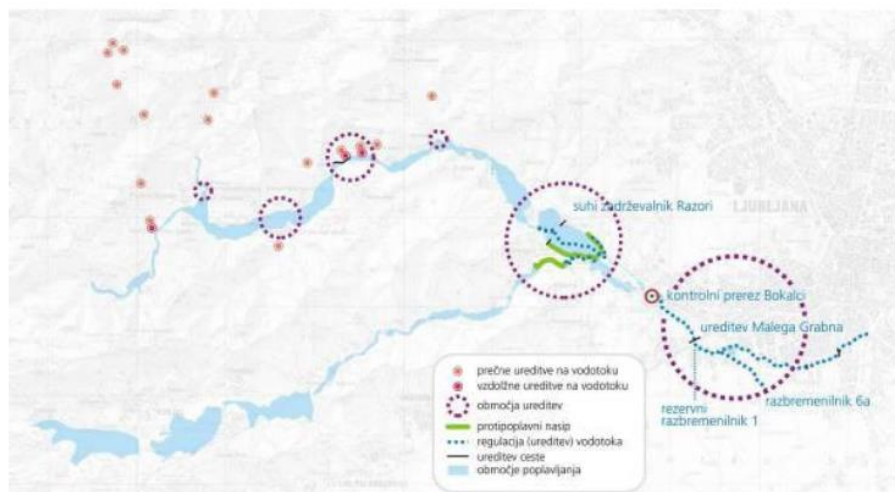 suhi zadrževalnik Razori
LJUBLJANA
kontrolni prerez Bokalci
ureditev Malega Grabna
razbremenilnik 6a
rezervni
razbremenilnik 1
prečne ureditve na vodotoku
vzdolžne ureditve na vodotoku
območja ureditev
protipoplavni nasip
regulacija (ureditev) vodotoka
ureditev ceste
območje poplavljanja